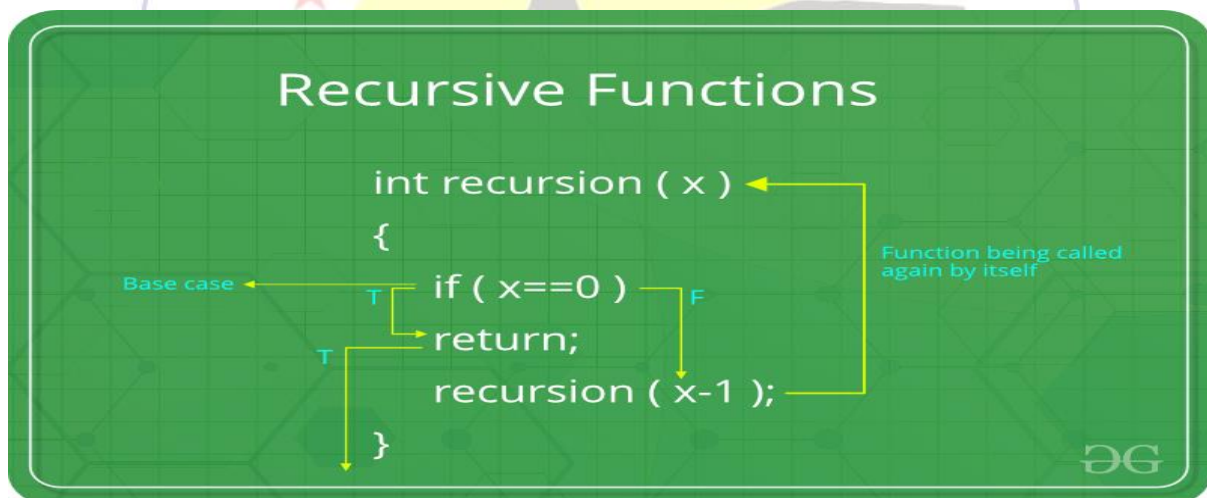 Recursive Functions
int recursion ( x )
{
Function being called
again by itself
Base case
T
if ( x==0 )
F
return;
T
recursion ( x-1 );
}
GG